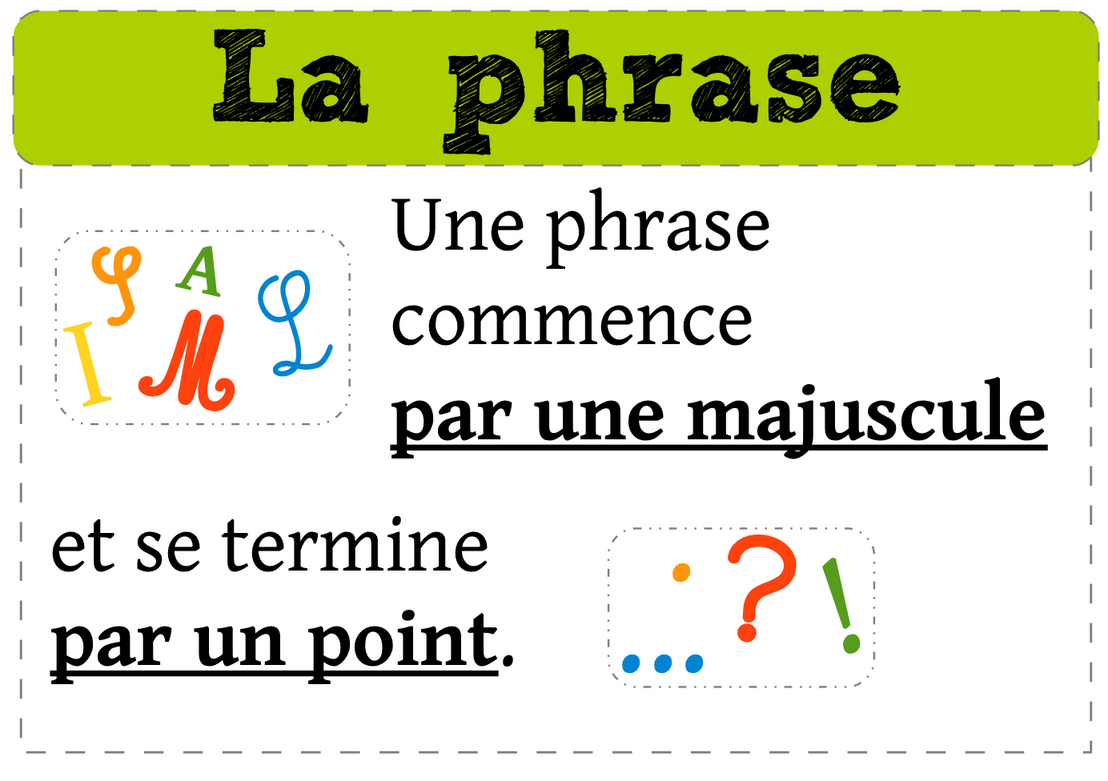 La phrase
Une phrase
commence
par une majuscule
I S A M L
et se termine
par un point.
. ? !
...